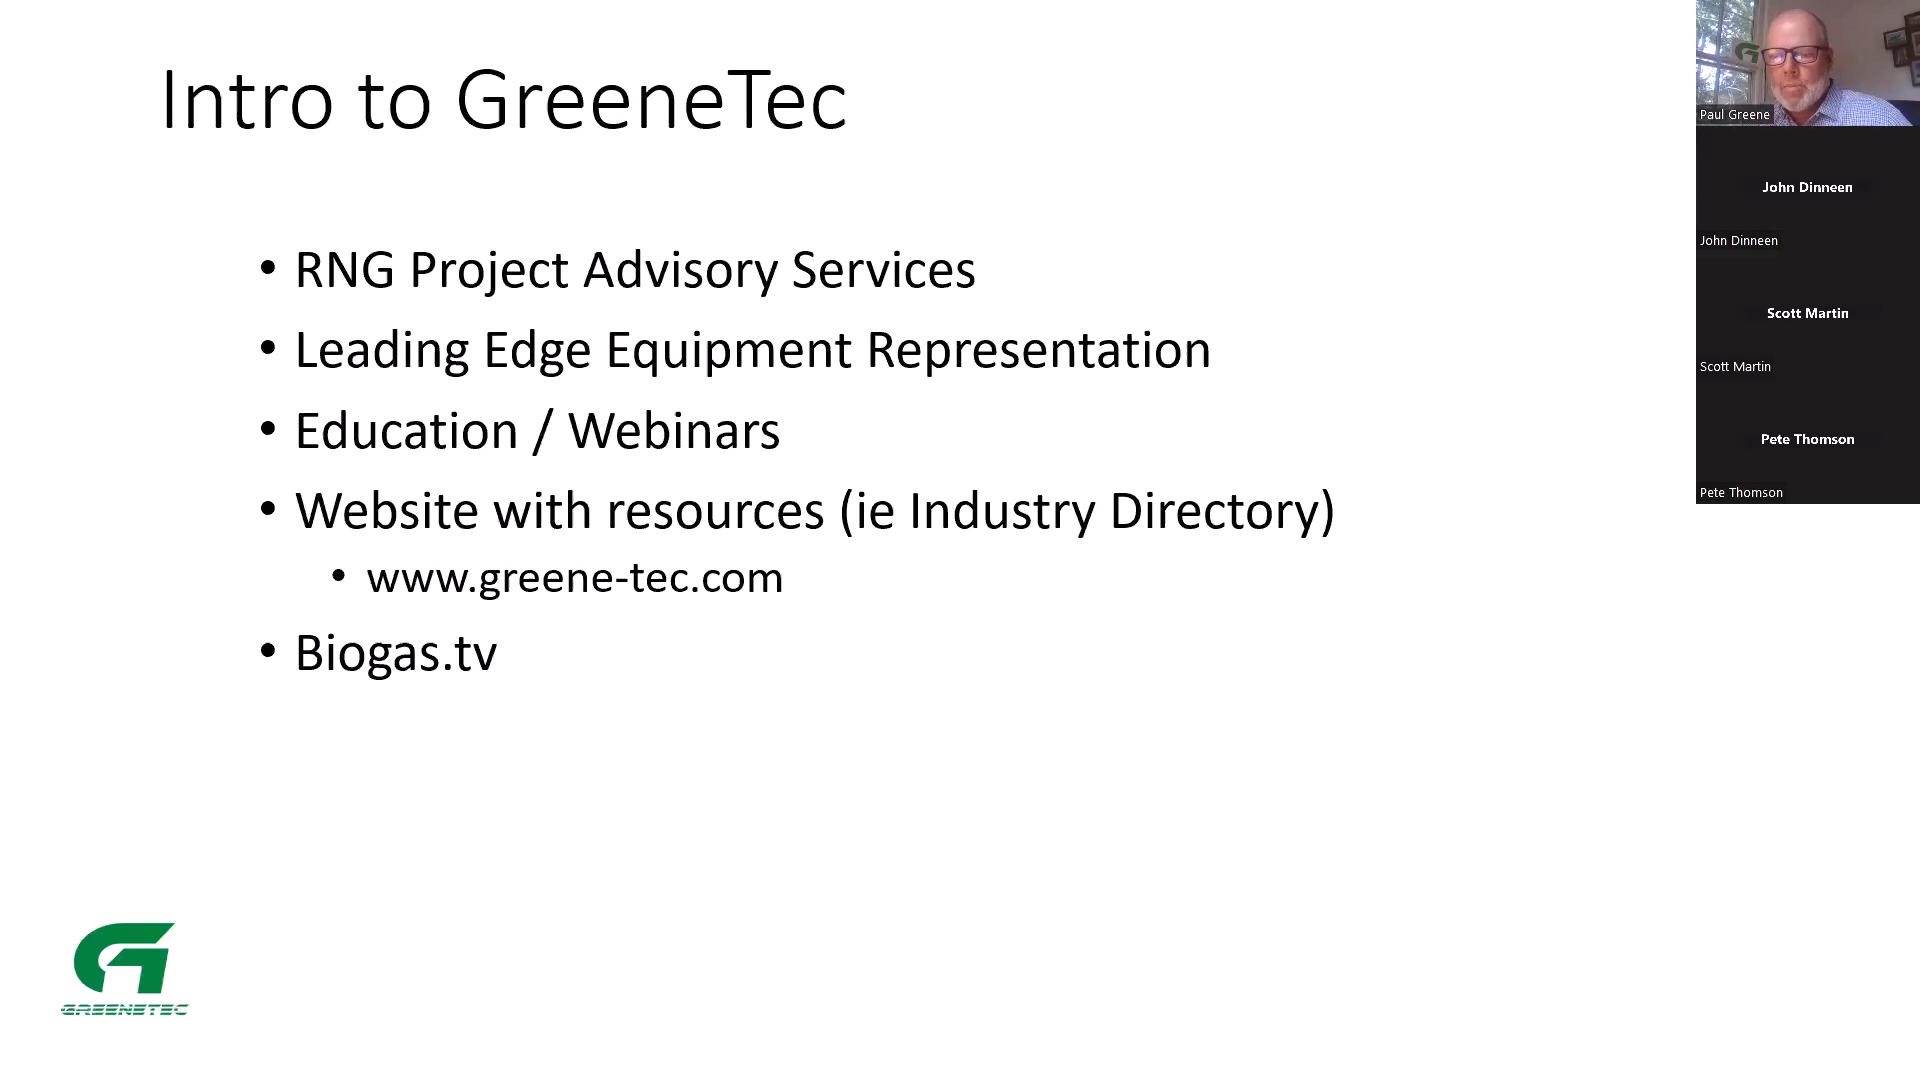 Intro to GreeneTec
• RNG Project Advisory Services
• Leading Edge Equipment Representation
• Education / Webinars
• Website with resources (ie Industry Directory)
• www.greene-tec.com
• Biogas.tv
GREENETEC
Paul Greene
John Dinneen
John Dinneen
Scott Martin
Scott Martin
Pete Thomson
Pete Thomson